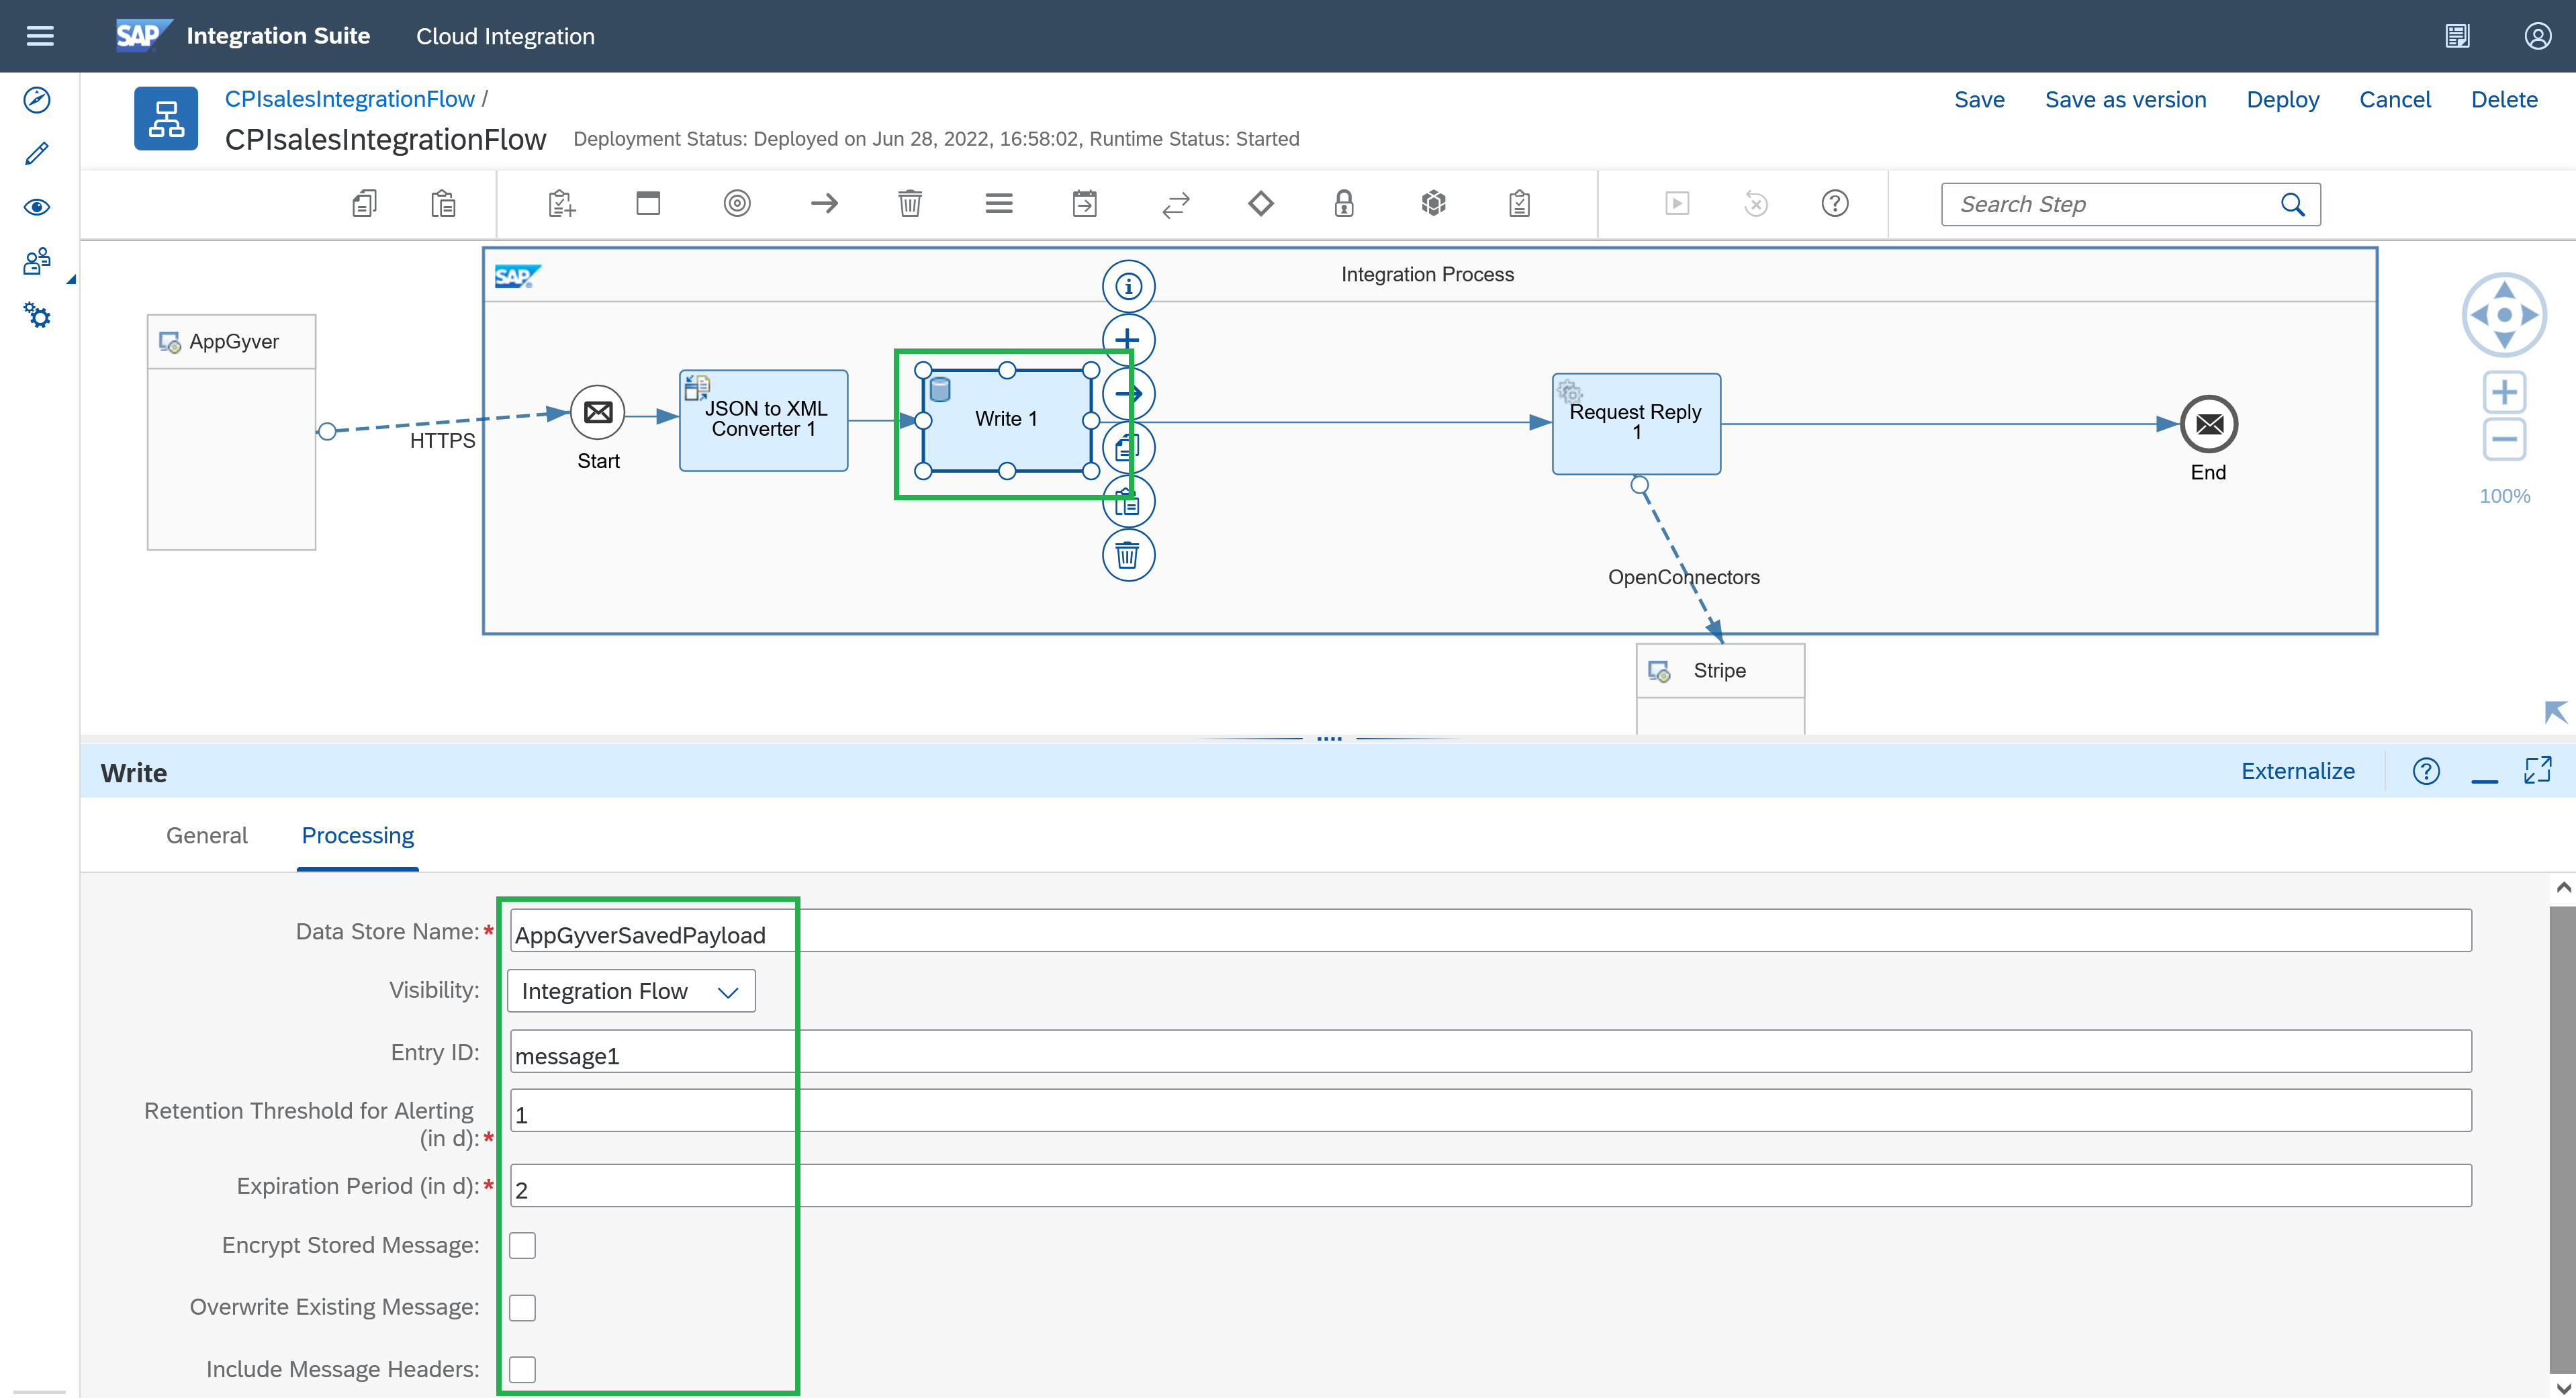 SAP Integration Suite Cloud Integration
CPIsalesIntegrationFlow /
Save Save as version Deploy Cancel Delete
CPIsalesIntegrationFlow Deployment Status: Deployed on Jun 28, 2022, 16:58:02, Runtime Status: Started
Search Step
SAP
Integration Process
AppGyver
HTTPS
Start
JSON to XML
Converter 1
Write 1
Request Reply
1
End
100%
OpenConnectors
Stripe
Write
Externalize
General Processing
Data Store Name:* AppGyverSavedPayload
Visibility: Integration Flow
Entry ID: message1
Retention Threshold for Alerting
(in d):* 1
Expiration Period (in d):* 2
Encrypt Stored Message:
Overwrite Existing Message:
Include Message Headers: